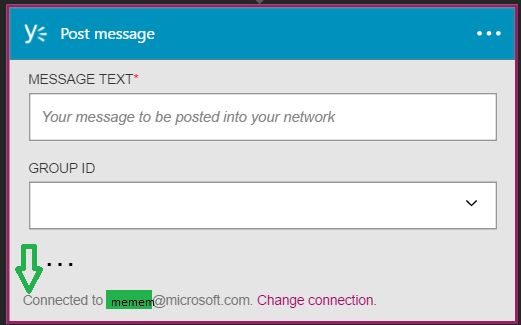 Post message
MESSAGE TEXT*
Your message to be posted into your network
GROUP ID
Connected to memem@microsoft.com. Change connection.